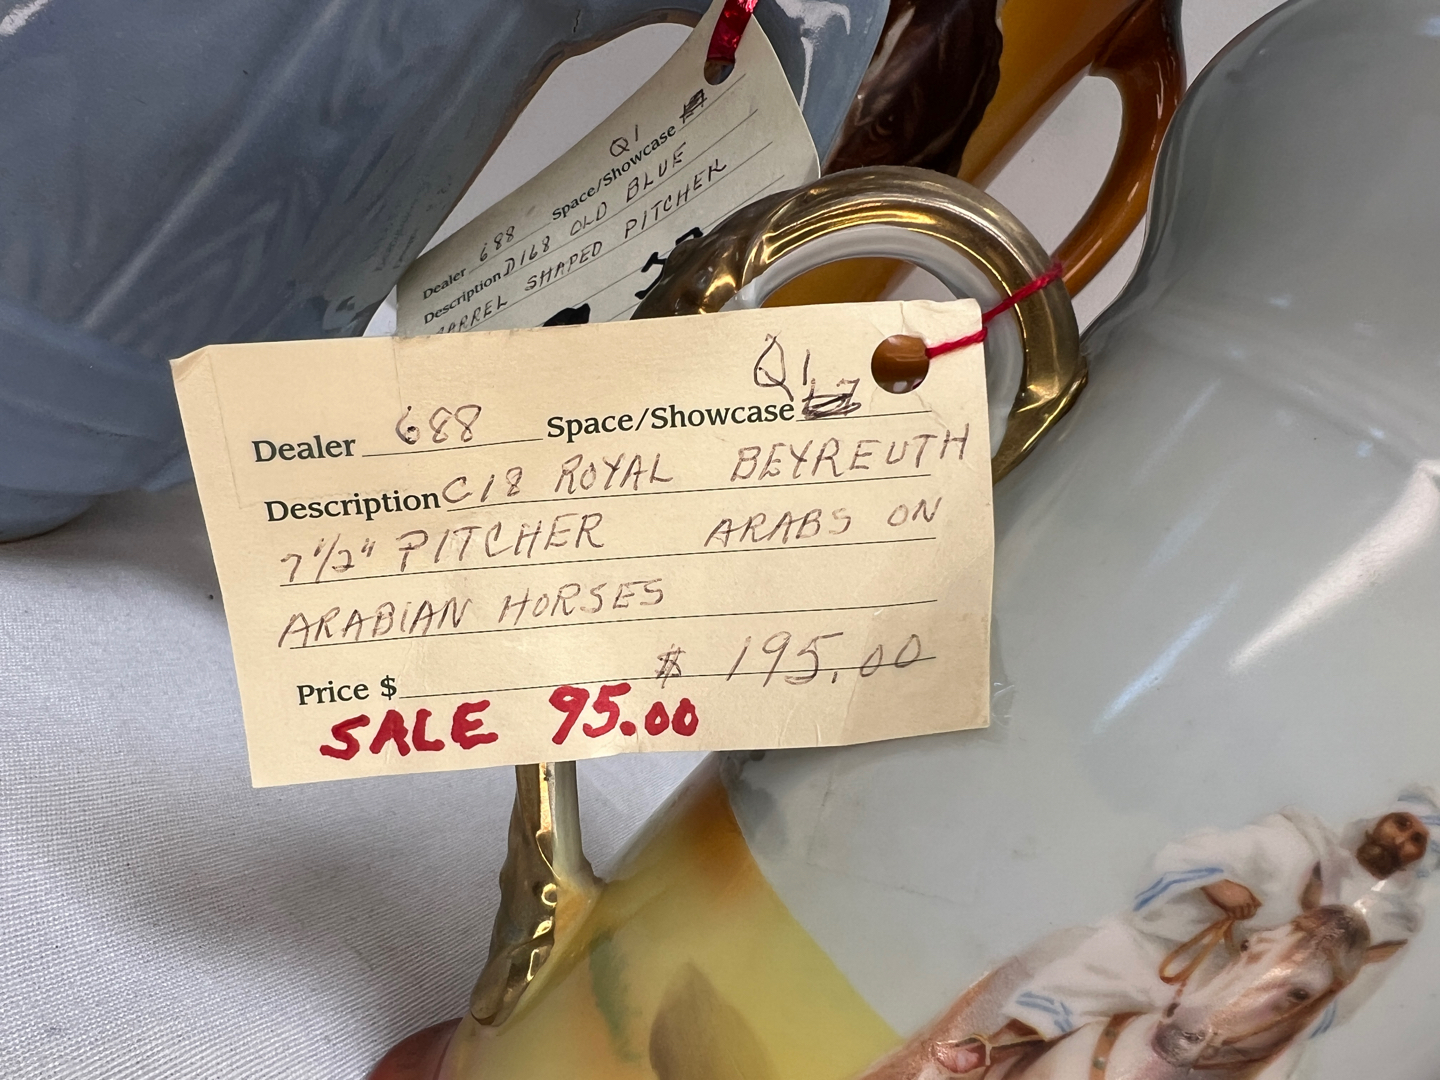 Q1
Space/Showcase
Dealer 688
Description D168 OLD BLUE
BARREL SHAPED PITCHER
Q1
Dealer 688 Space/Showcase
Description C18 ROYAL BEYREUTH
7 1/2" PITCHER ARABS ON
ARABIAN HORSES
Price $ $ 195.00
SALE 95.00